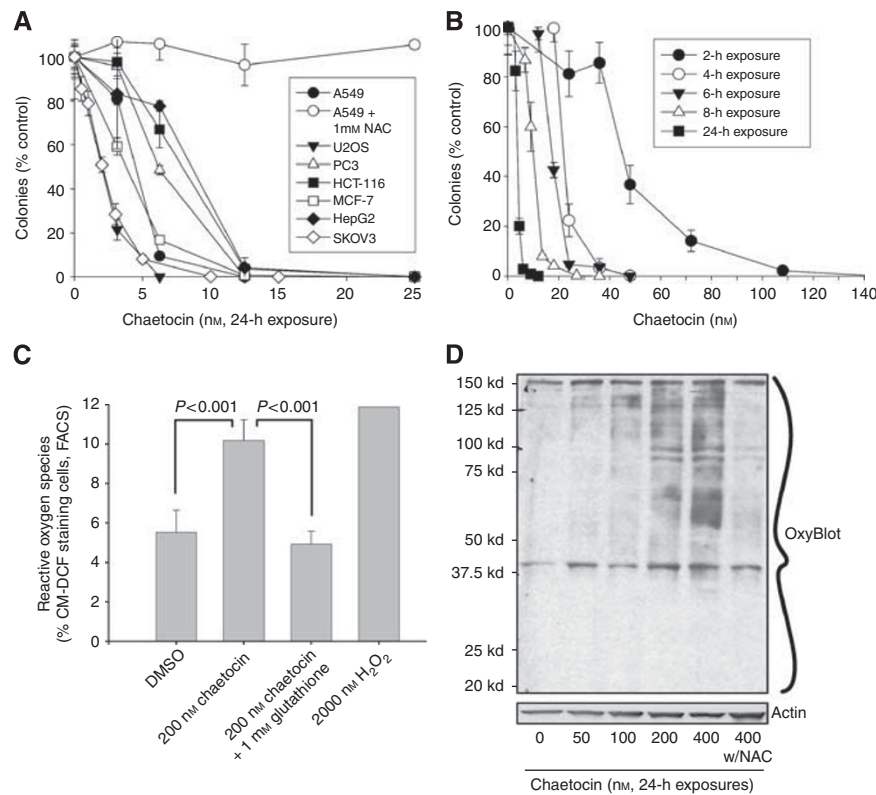 A
100
80
60
40
20
0
Colonies (% control)
0 5 10 15 20 25
Chaetocin (nM, 24-h exposure)
A549
A549 +
1mM NAC
U2OS
PC3
HCT-116
MCF-7
HepG2
SKOV3
B
100
80
60
40
20
0
Colonies (% control)
0 20 40 60 80 100 120 140
Chaetocin (nM)
2-h exposure
4-h exposure
6-h exposure
8-h exposure
24-h exposure
C
12
10
8
6
4
2
0
Reactive oxygen species
(% CM-DCF staining cells, FACS)
P<0.001 P<0.001
DMSO
200 nM chaetocin
200 nM chaetocin
+ 1 mM glutathione
2000 nM H2O2
D
150 kd
125 kd
100 kd
75 kd
50 kd
37.5 kd
25 kd
20 kd
OxyBlot
Actin
0 50 100 200 400 400
w/NAC
Chaetocin (nM, 24-h exposures)